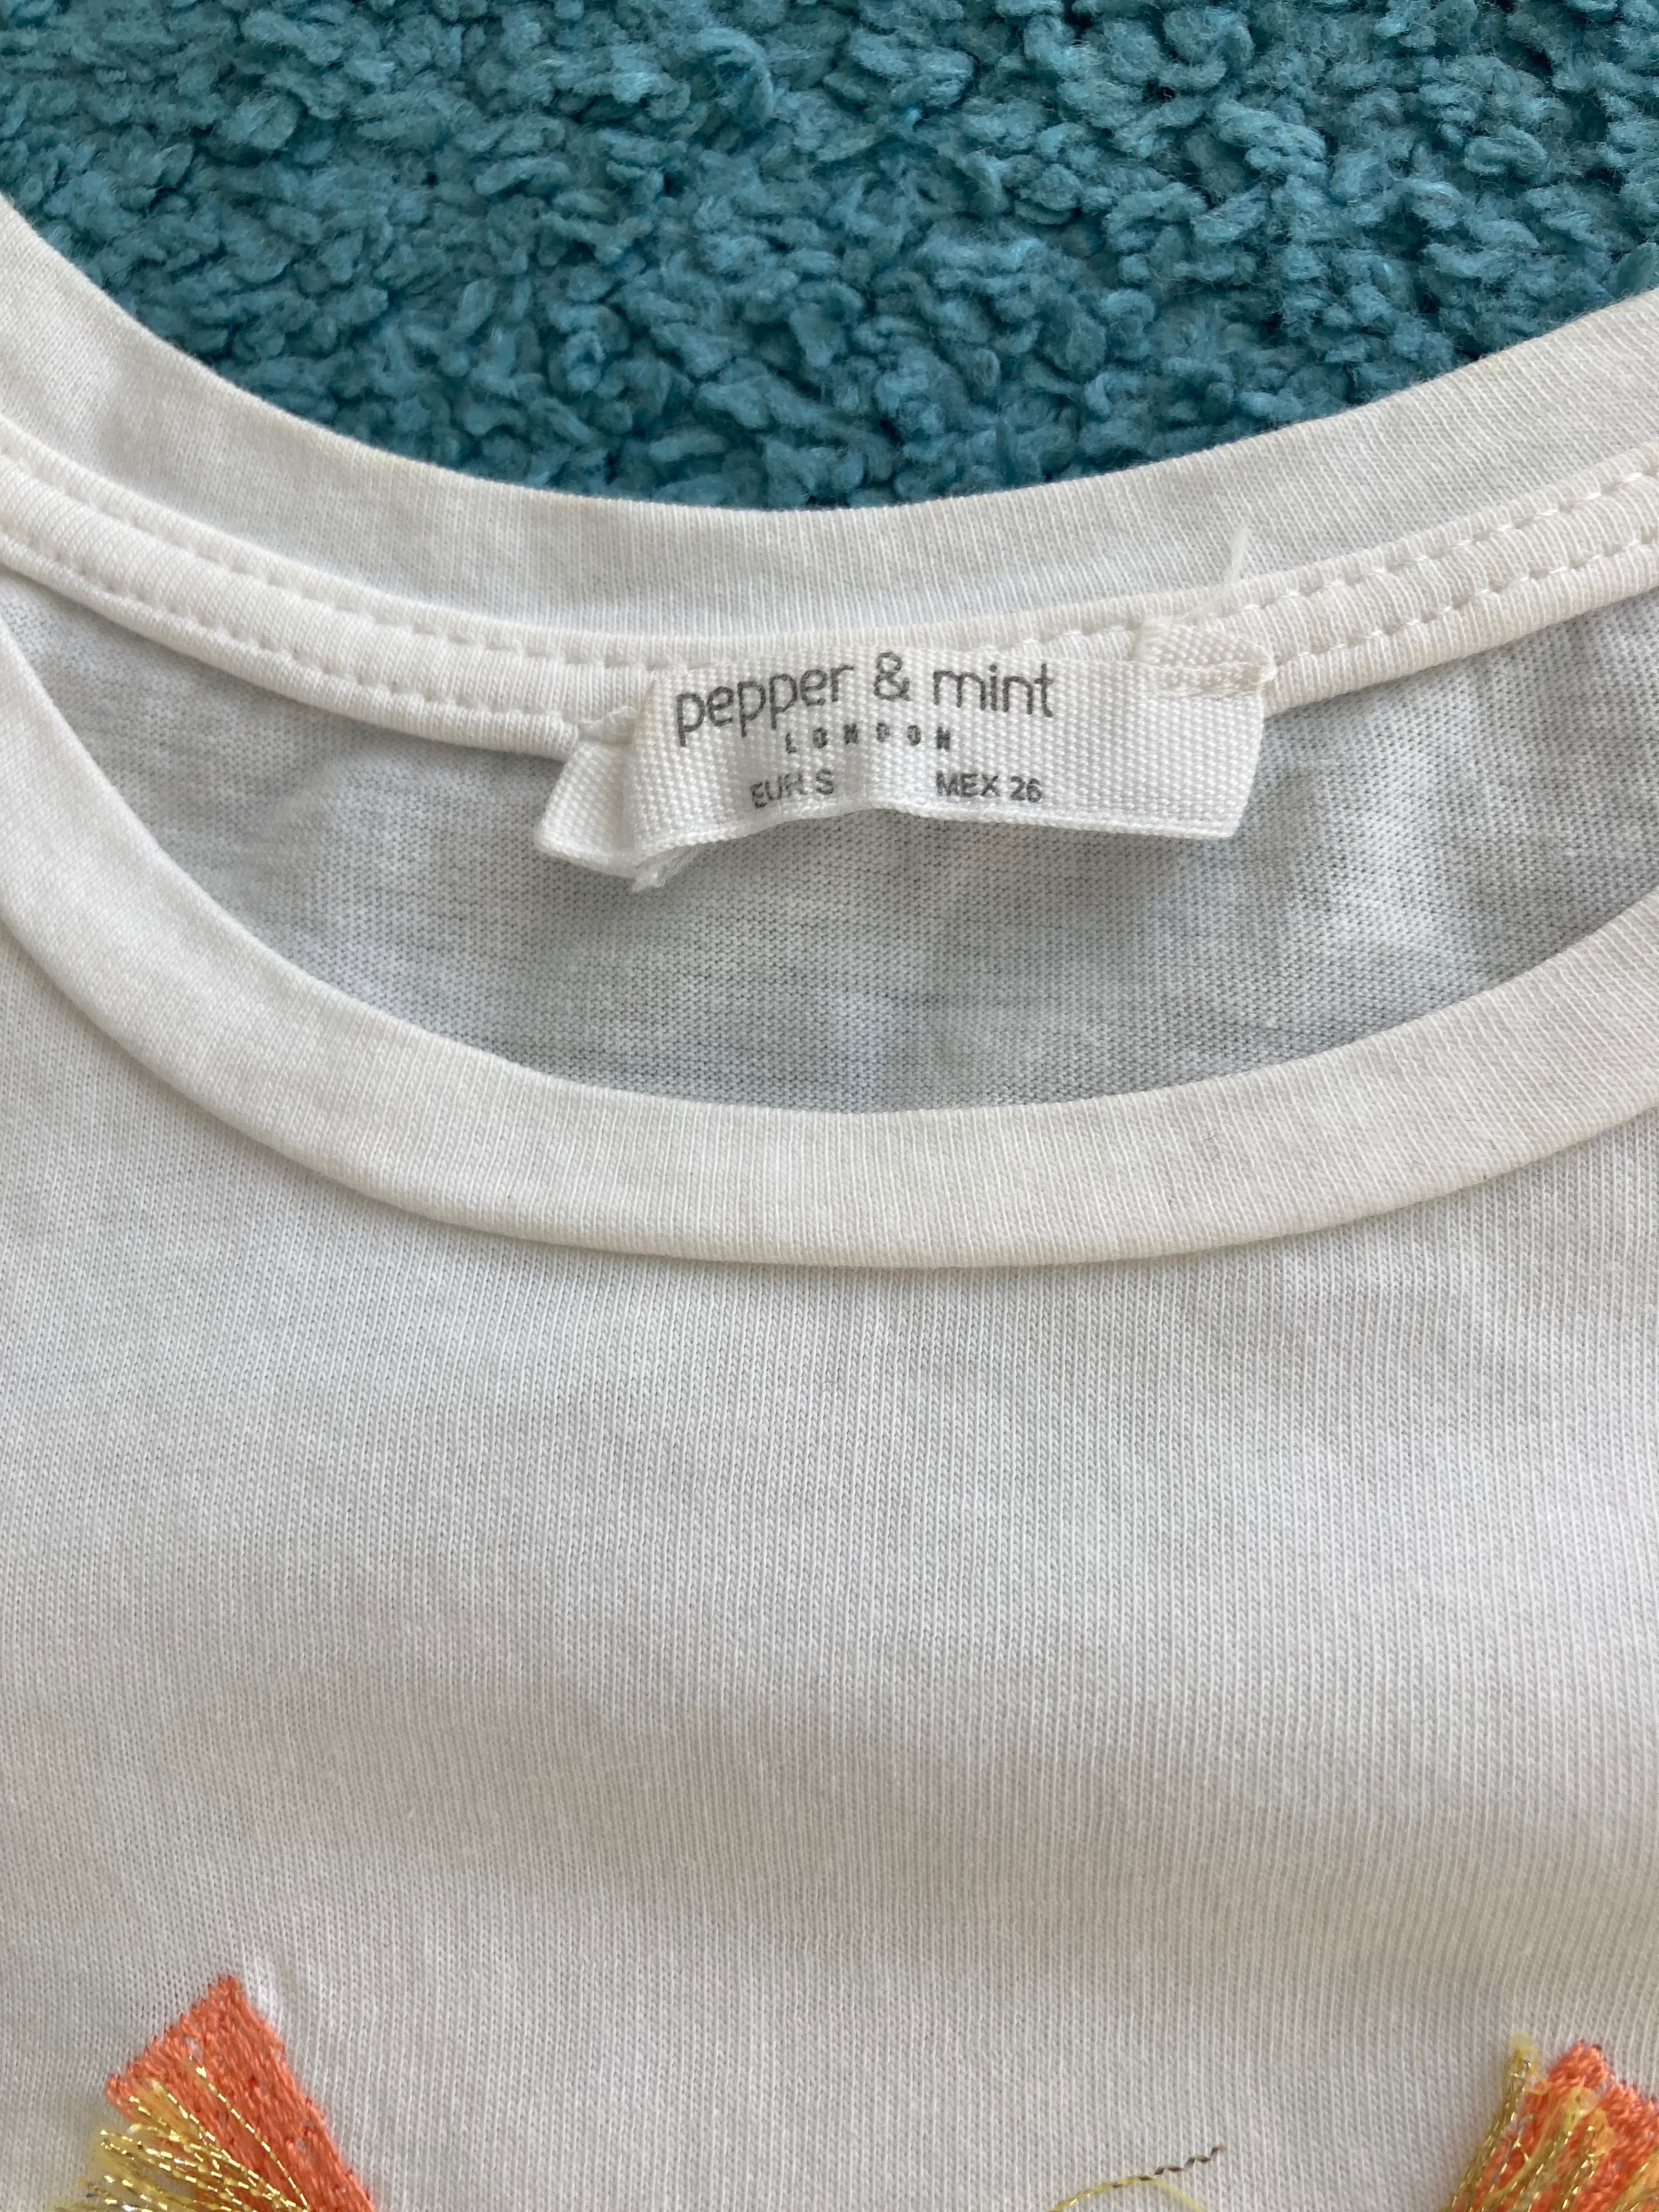 pepper & mint
LONDON
EUR S MEX 26